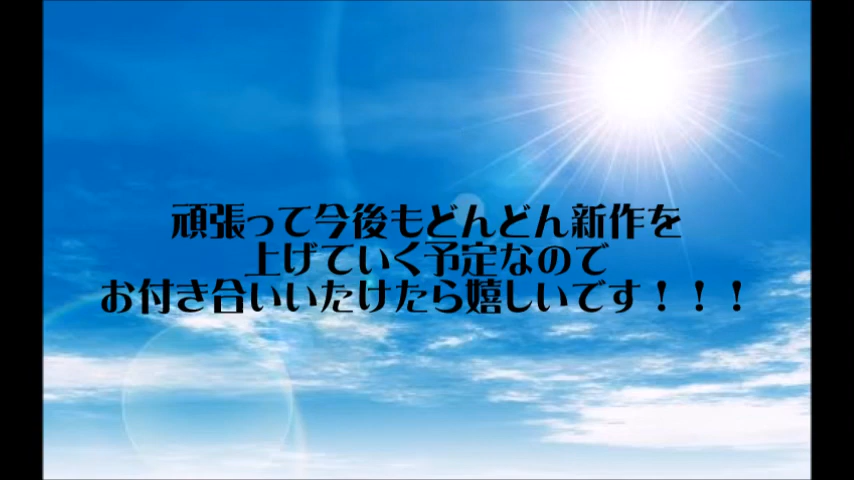 頑張って今後もどんどん新作を
上げていく予定なので
お付き合いいたけたら嬉しいです！！！